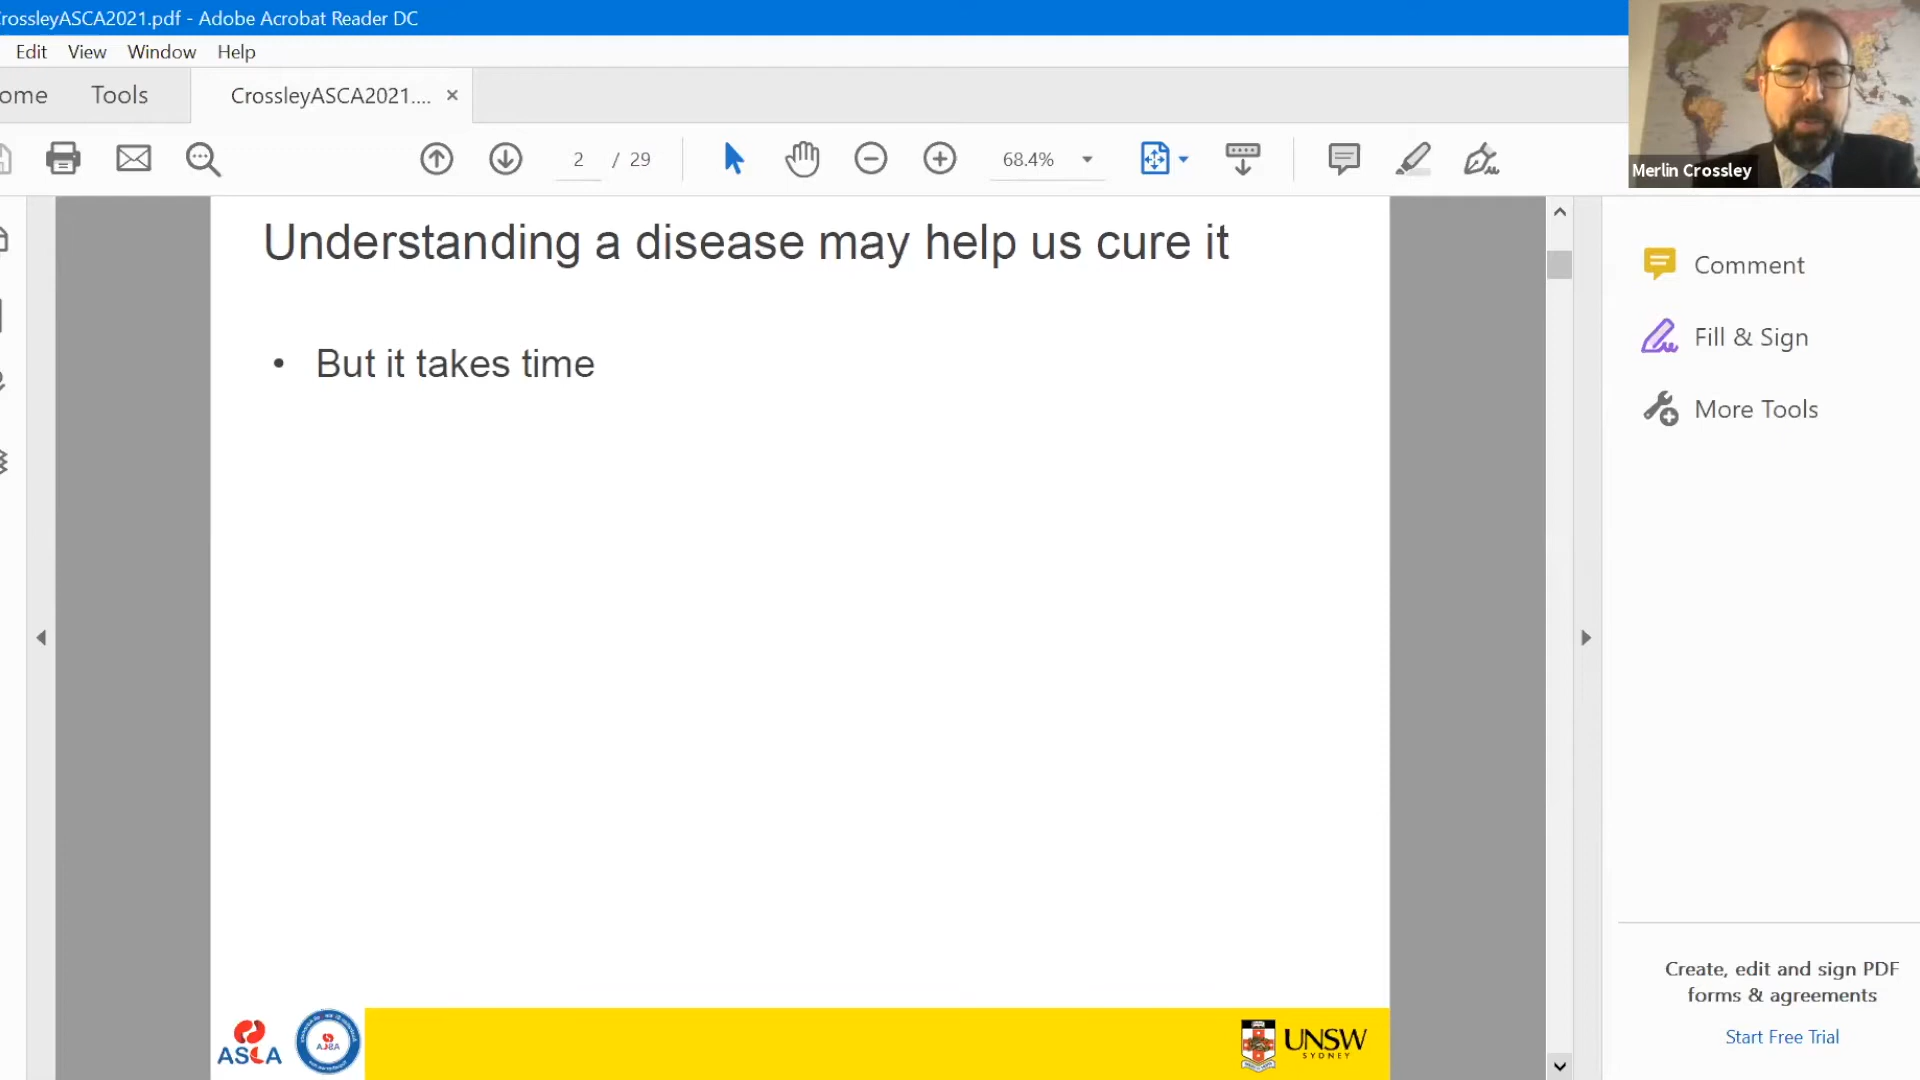 rossleyASCA2021.pdf - Adobe Acrobat Reader DC
Edit View Window Help
ome Tools CrossleyASCA2021.... ×
2 / 29 68.4%
Merlin Crossley
Understanding a disease may help us cure it
• But it takes time
Comment
Fill & Sign
More Tools
Create, edit and sign PDF
forms & agreements
Start Free Trial
ASCA
UNSW
SYDNEY